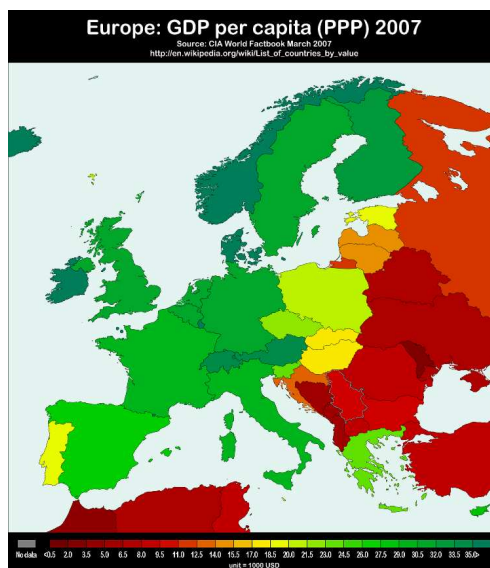 Europe: GDP per capita (PPP) 2007
Source: CIA World Factbook March 2007
http://en.wikipedia.org/wiki/List_of_countries_by_value
No data <0.5 2.0 3.5 5.0 6.5 8.0 9.5 11.0 12.5 14.0 15.5 17.0 18.5 20.0 21.5 23.0 24.5 26.0 27.5 29.0 30.5 32.0 33.5 35.0>
unit = 1000 USD